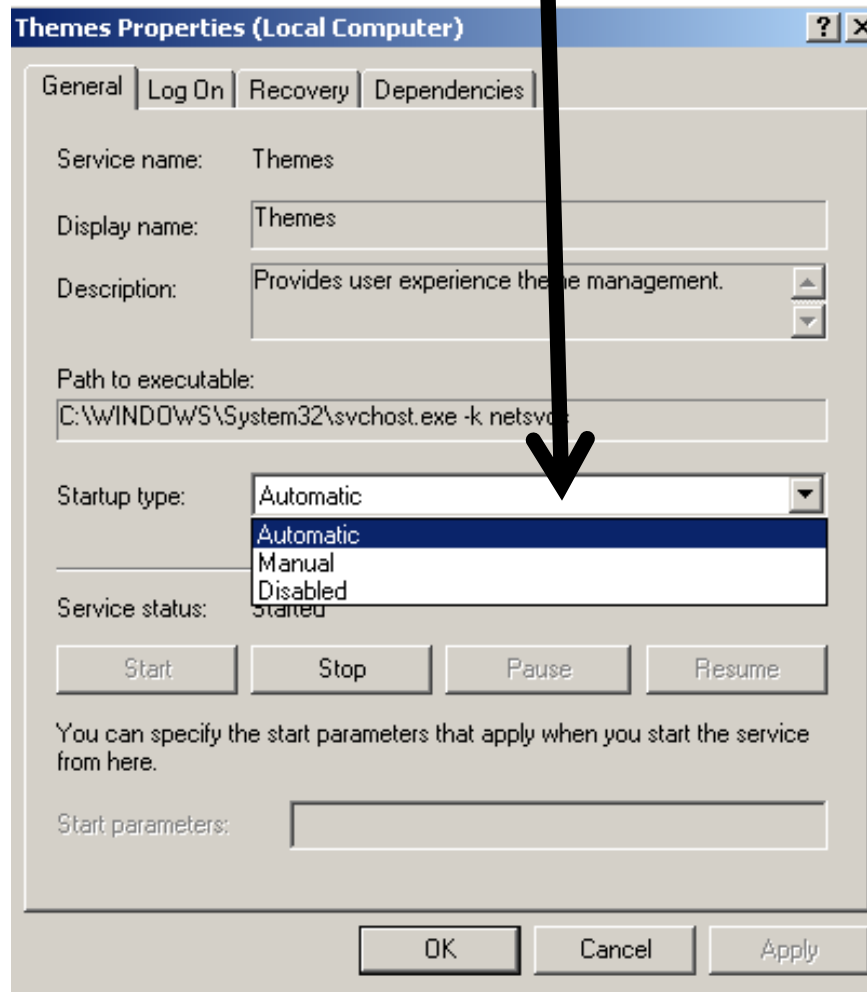 Themes Properties (Local Computer)
General Log On Recovery Dependencies
Service name: Themes
Display name: Themes
Description: Provides user experience theme management.
Path to executable:
C:\WINDOWS\System32\svchost.exe -k netsvcs
Startup type: Automatic
Automatic
Manual
Disabled
Service status: Started
Start Stop Pause Resume
You can specify the start parameters that apply when you start the service
from here.
Start parameters:
OK Cancel Apply